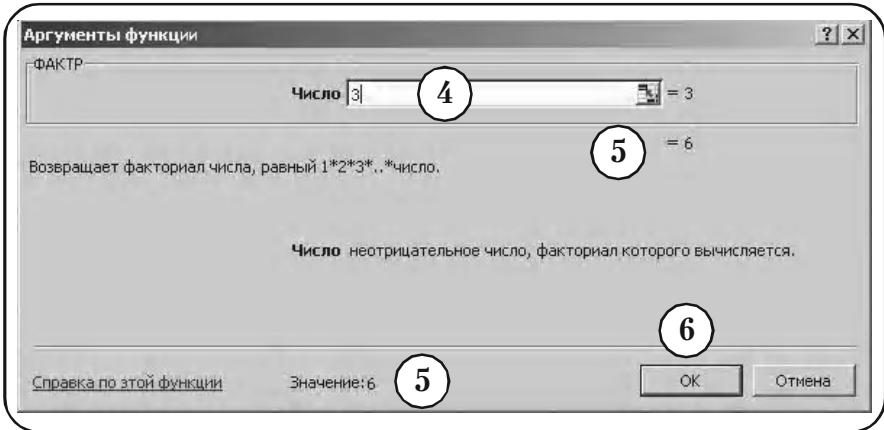 Аргументы функции
ФАКТР
Число 3 4 = 3
5 = 6
Возвращает факториал числа, равный 1*2*3*..*число.
Число неотрицательное число, факториал которого вычисляется.
6
Справка по этой функции Значение:6 5 OK Отмена